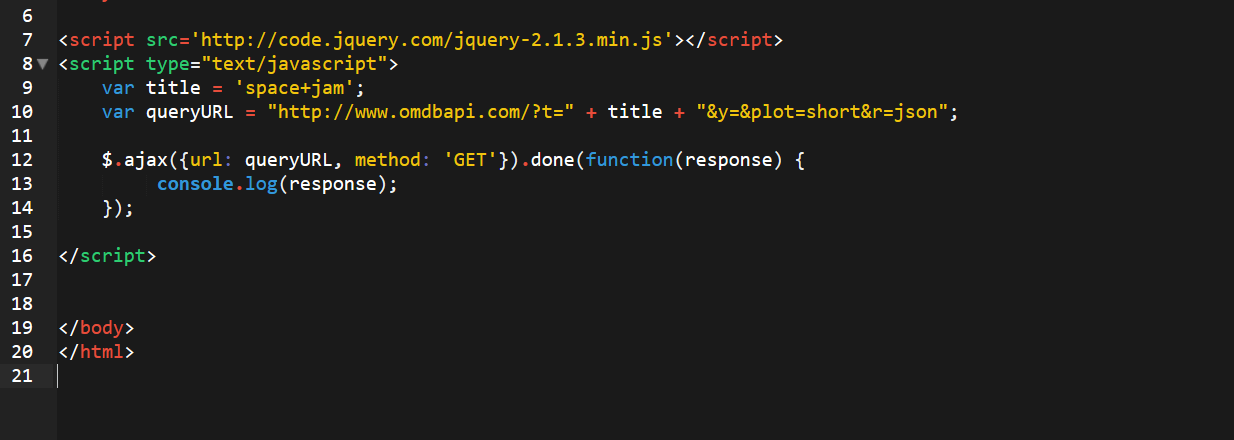 6
7 <script src='http://code.jquery.com/jquery-2.1.3.min.js'></script>
8 <script type="text/javascript">
9 var title = 'space+jam';
10 var queryURL = "http://www.omdbapi.com/?t=" + title + "&y=&plot=short&r=json";
11
12 $.ajax({url: queryURL, method: 'GET'}).done(function(response) {
13 console.log(response);
14 });
15
16 </script>
17
18
19 </body>
20 </html>
21